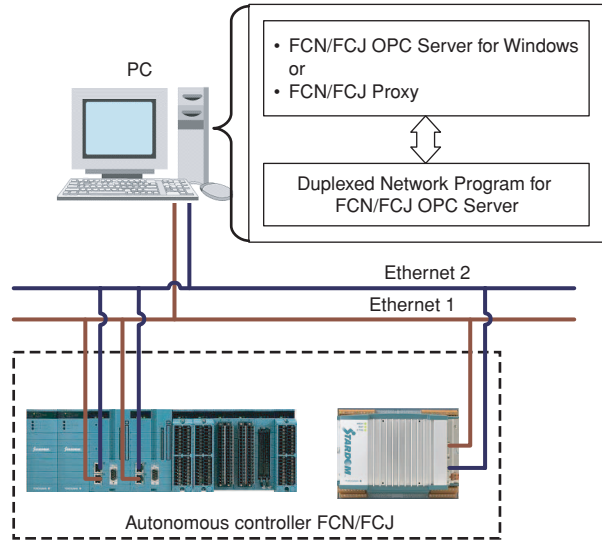 PC
• FCN/FCJ OPC Server for Windows
or
• FCN/FCJ Proxy
Duplexed Network Program for
FCN/FCJ OPC Server
Ethernet 2
Ethernet 1
STARDOM
Autonomous controller FCN/FCJ